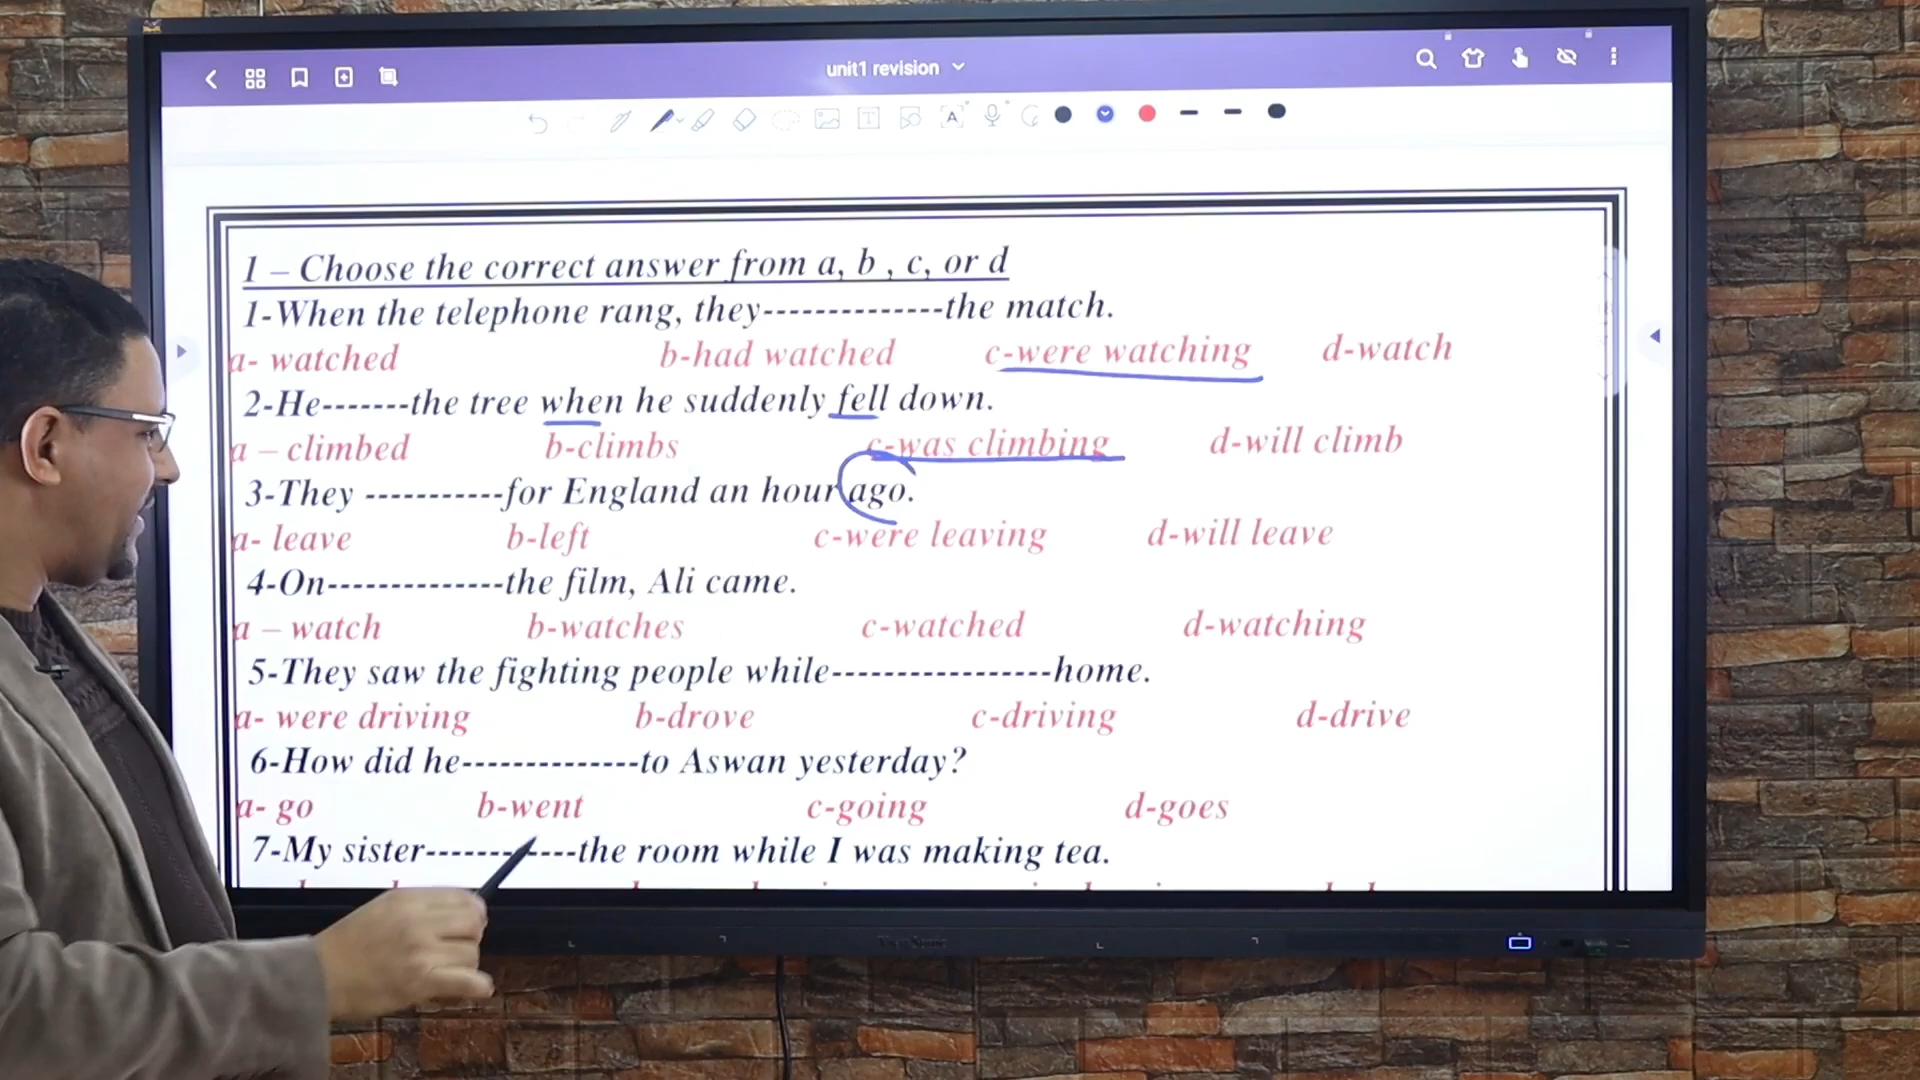 unit1 revision
1 – Choose the correct answer from a, b , c, or d
1-When the telephone rang, they--------------the match.
a- watched b-had watched c-were watching d-watch
2-He-------the tree when he suddenly fell down.
a – climbed b-climbs c-was climbing d-will climb
3-They -----------for England an hour ago.
a- leave b-left c-were leaving d-will leave
4-On--------------the film, Ali came.
a – watch b-watches c-watched d-watching
5-They saw the fighting people while-----------------home.
a- were driving b-drove c-driving d-drive
6-How did he--------------to Aswan yesterday?
a- go b-went c-going d-goes
7-My sister------------the room while I was making tea.
ViewSonic